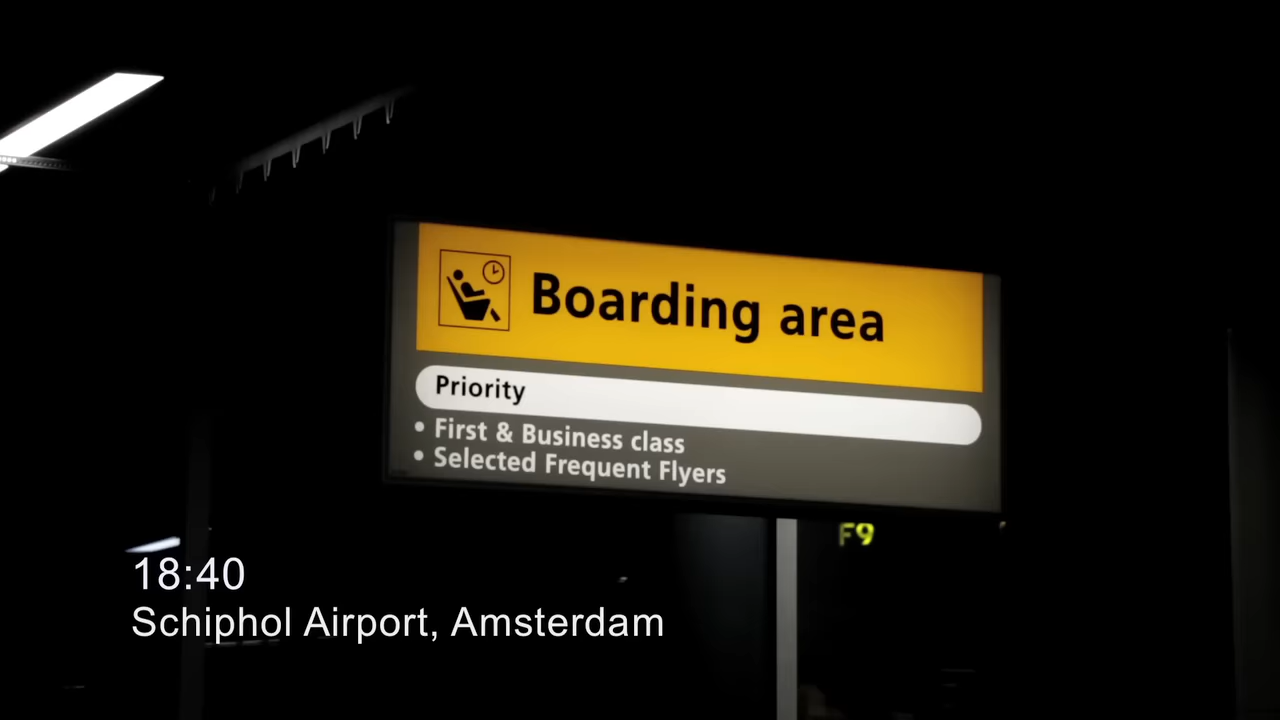 Boarding area
Priority
• First & Business class
• Selected Frequent Flyers
F9
18:40
Schiphol Airport, Amsterdam